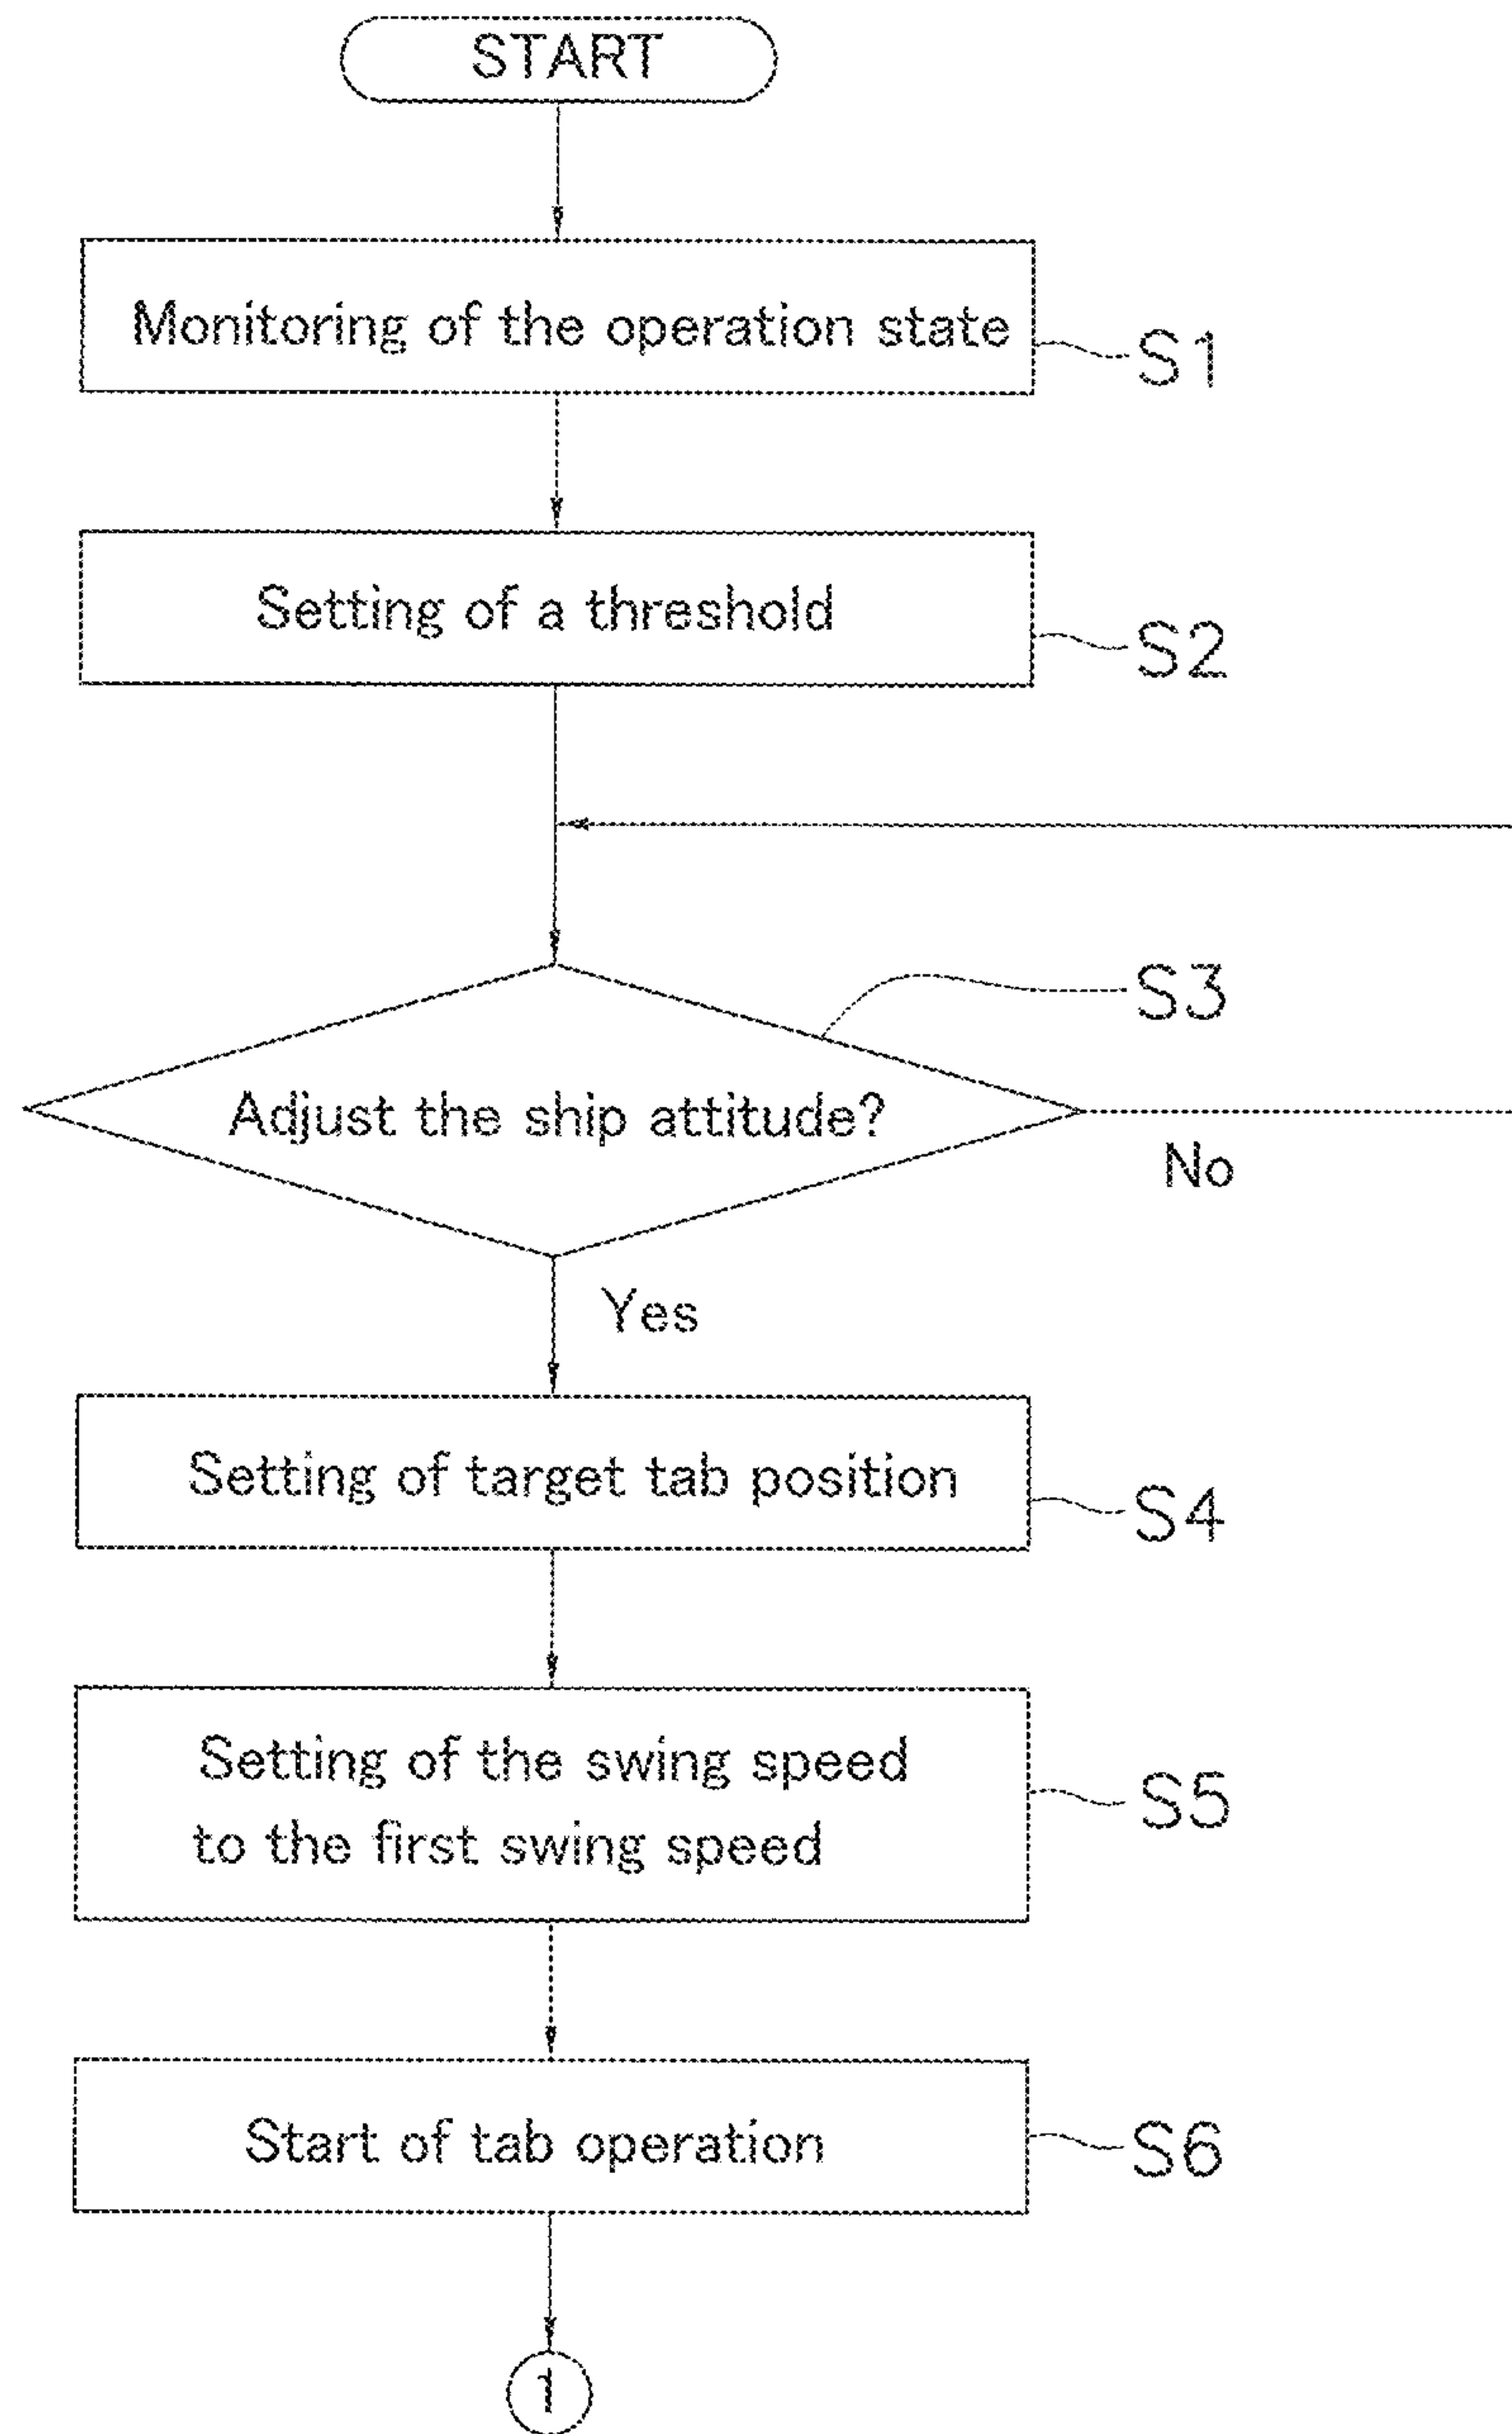 START
Monitoring of the operation state
S1
Setting of a threshold
S2
S3
Adjust the ship attitude?
No
Yes
Setting of target tab position
S4
Setting of the swing speed
to the first swing speed
S5
Start of tab operation
S6
1